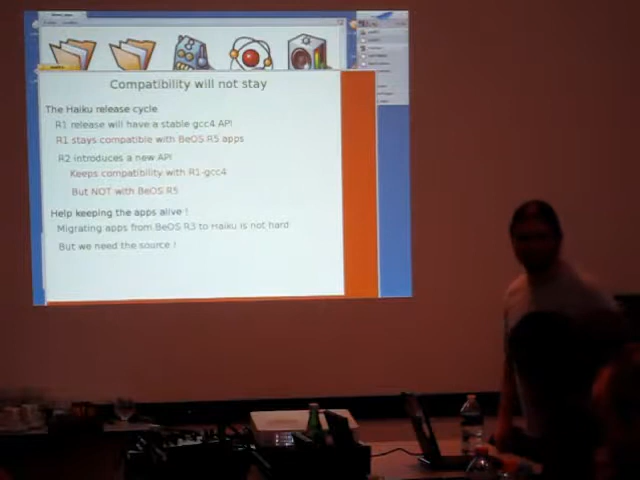 Compatibility will not stay
The Haiku release cycle
R1 release will have a stable gcc4 API
R1 stays compatible with BeOS R5 apps
R2 introduces a new API
Keeps compatibility with R1-gcc4
But NOT with BeOS R5
Help keeping the apps alive !
Migrating apps from BeOS R3 to Haiku is not hard
But we need the source !